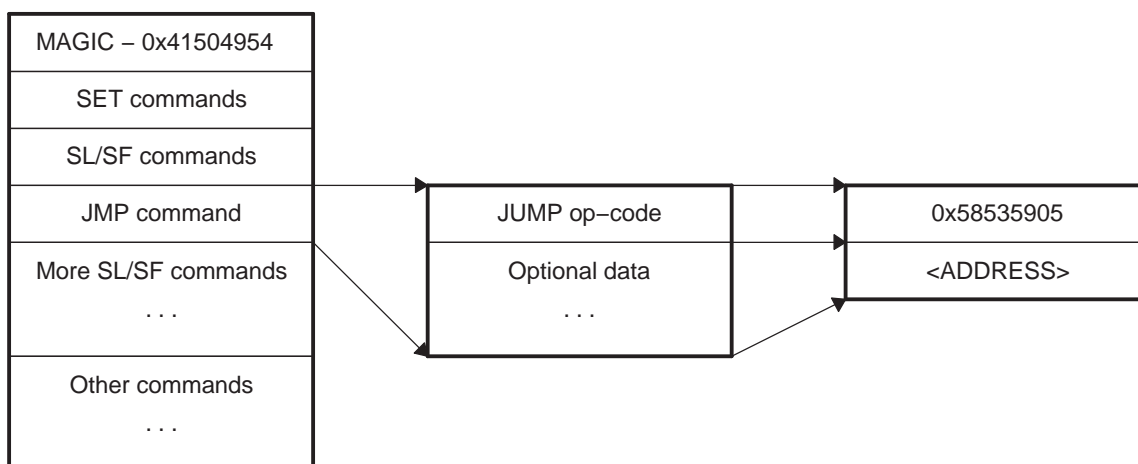 MAGIC − 0x41504954
SET commands
SL/SF commands
JMP command
More SL/SF commands
. . .
Other commands
. . .
JUMP op−code
Optional data
. . .
0x58535905
<ADDRESS>